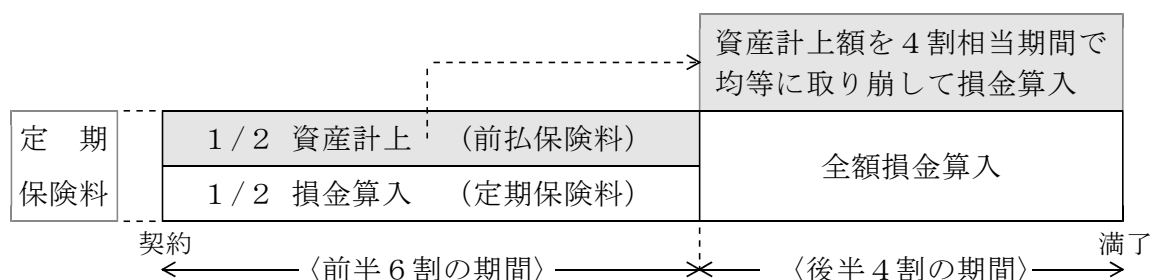 資産計上額を4割相当期間で
均等に取り崩して損金算入
定　期
保険料
1/2 資産計上　(前払保険料)
1/2 損金算入　(定期保険料)
全額損金算入
契約
満了
〈前半6割の期間〉
〈後半4割の期間〉